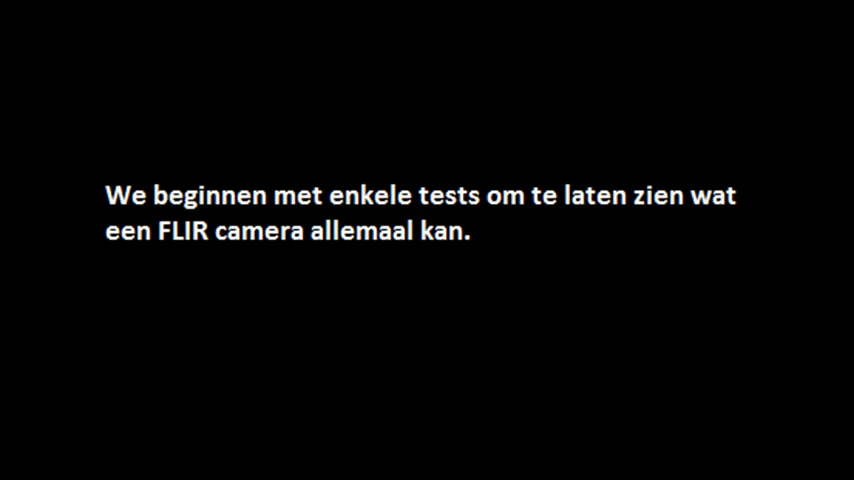 We beginnen met enkele tests om te laten zien wat
een FLIR camera allemaal kan.